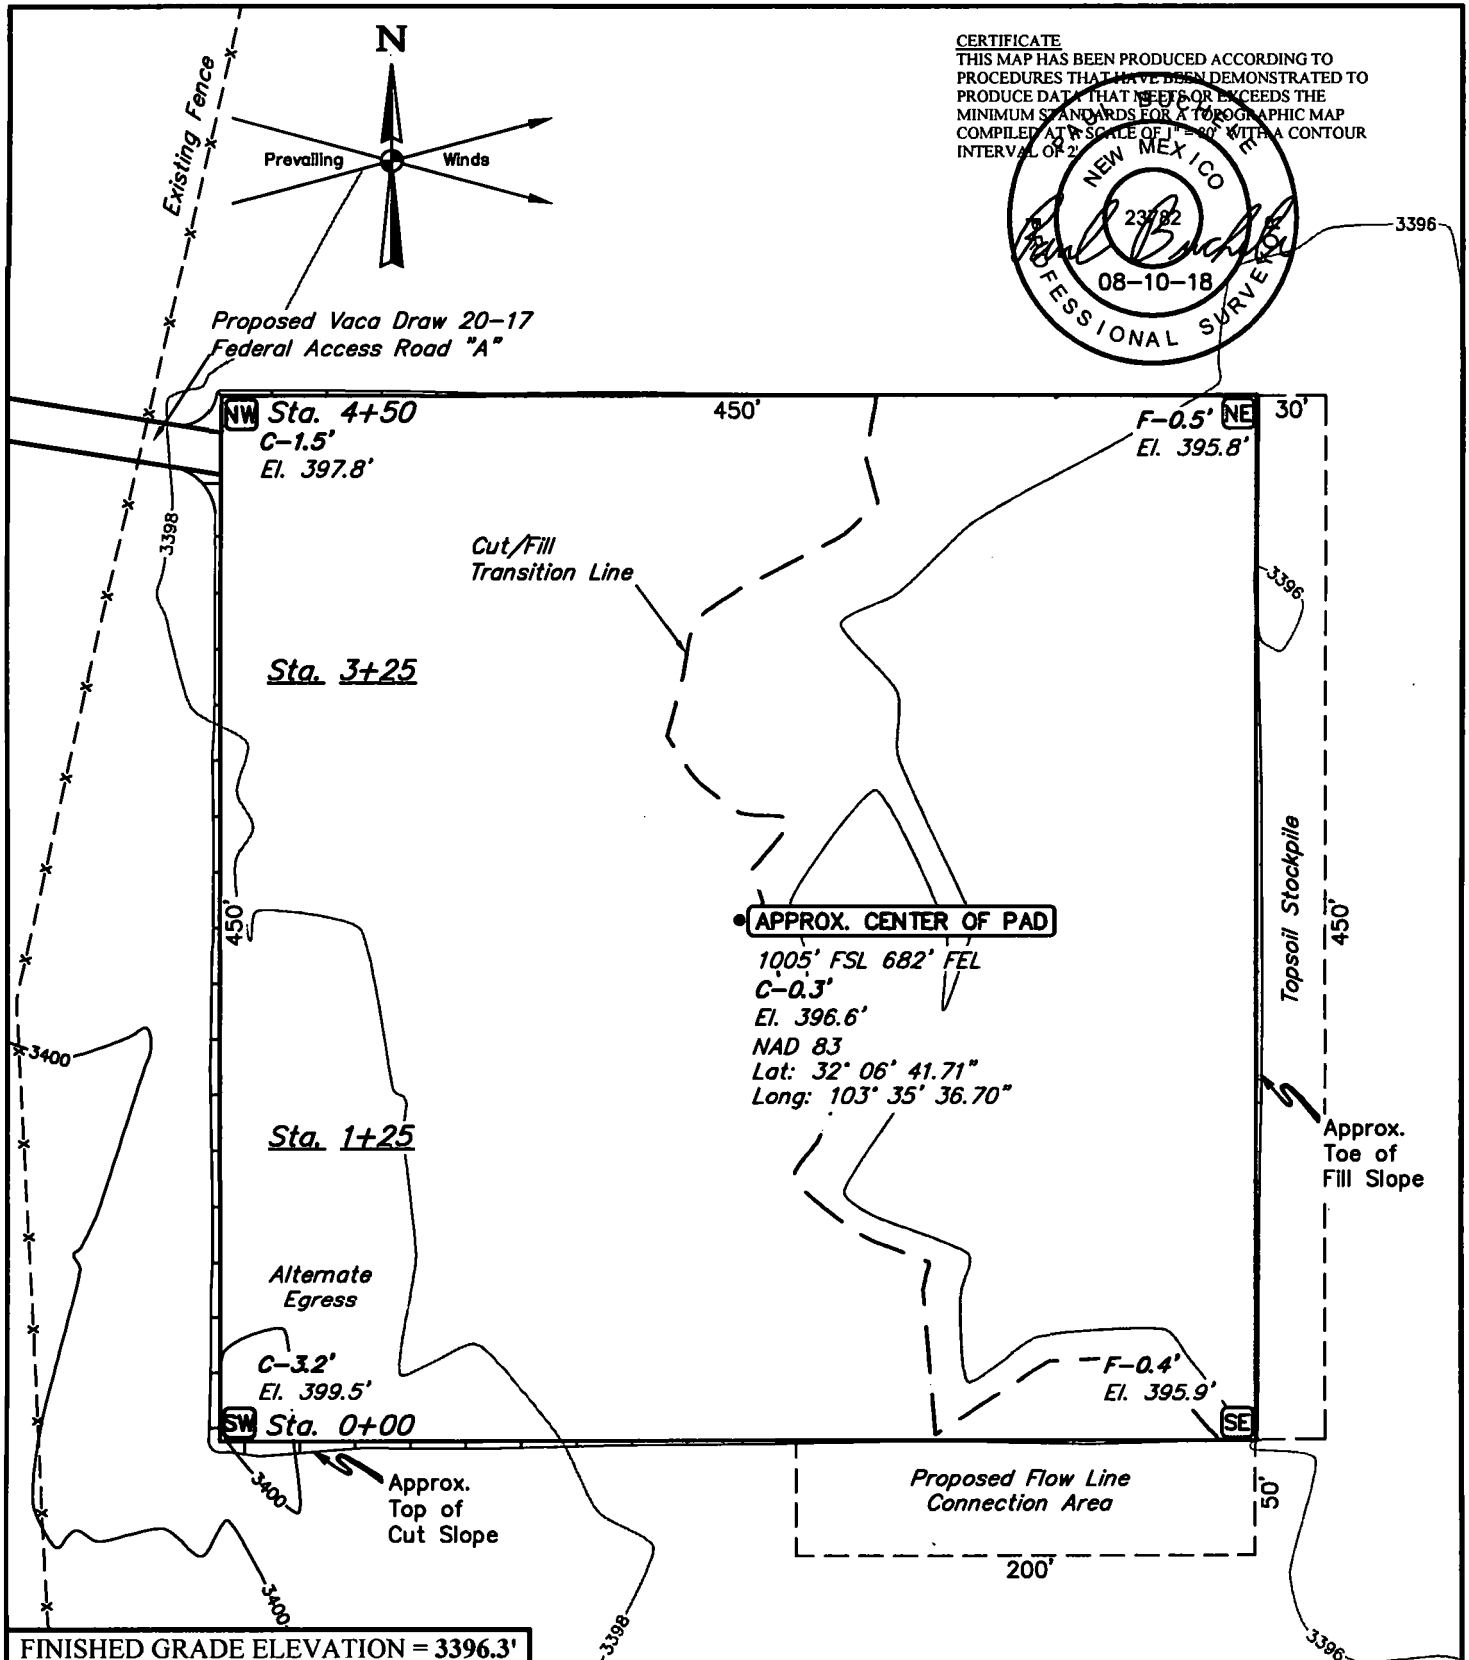 N
Prevailing Winds
Existing Fence
CERTIFICATE
THIS MAP HAS BEEN PRODUCED ACCORDING TO
PROCEDURES THAT HAVE BEEN DEMONSTRATED TO
PRODUCE DATA THAT MEETS OR EXCEEDS THE
MINIMUM STANDARDS FOR A TOPOGRAPHIC MAP
COMPILED AT A SCALE OF 1" = 80' WITH A CONTOUR
INTERVAL OF 2'
PAUL BUCHELE
NEW MEXICO
23782
08-10-18
PROFESSIONAL SURVEYOR
3396
Proposed Vaca Draw 20-17
Federal Access Road "A"
NW Sta. 4+50
C-1.5'
El. 397.8'
450'
F-0.5' NE
El. 395.8'
30'
3398
Cut/Fill
Transition Line
3396
Sta. 3+25
Topsoil Stockpile
450'
450'
APPROX. CENTER OF PAD
1005' FSL 682' FEL
C-0.3'
El. 396.6'
NAD 83
Lat: 32° 06' 41.71"
Long: 103° 35' 36.70"
3400
Sta. 1+25
Approx.
Toe of
Fill Slope
Alternate
Egress
C-3.2'
El. 399.5'
SW Sta. 0+00
F-0.4'
El. 395.9'
SE
3400
Approx.
Top of
Cut Slope
Proposed Flow Line
Connection Area
50'
200'
3400
3398
3396
FINISHED GRADE ELEVATION = 3396.3'